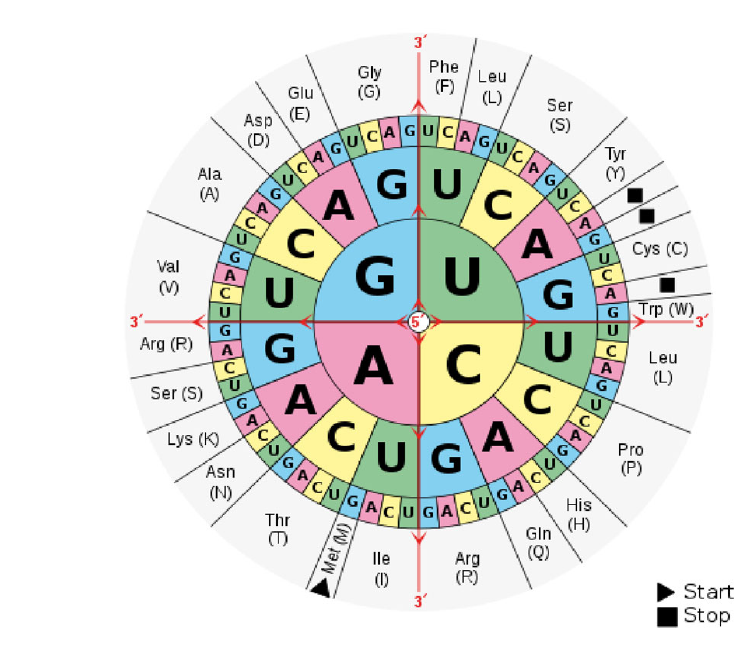 3´
Phe
(F)
Leu
(L)
Ser
(S)
Tyr
(Y)
Cys (C)
Trp (W)
3´
Leu
(L)
Pro
(P)
His
(H)
Gln
(Q)
Arg
(R)
3´
Ile
(I)
Met (M)
Thr
(T)
Asn
(N)
Lys (K)
Ser (S)
Arg (R)
3´
Val
(V)
Ala
(A)
Asp
(D)
Glu
(E)
Gly
(G)
U C A G U C A G U C A G U C A G
U C A G U C A G U C A G U C A G
U C A G U C A G U C A G U C A G
U C A G U C A G U C A G U C A G
U C A G
U C A G
U C A G
U C A G
U C A G
5´
Start
Stop